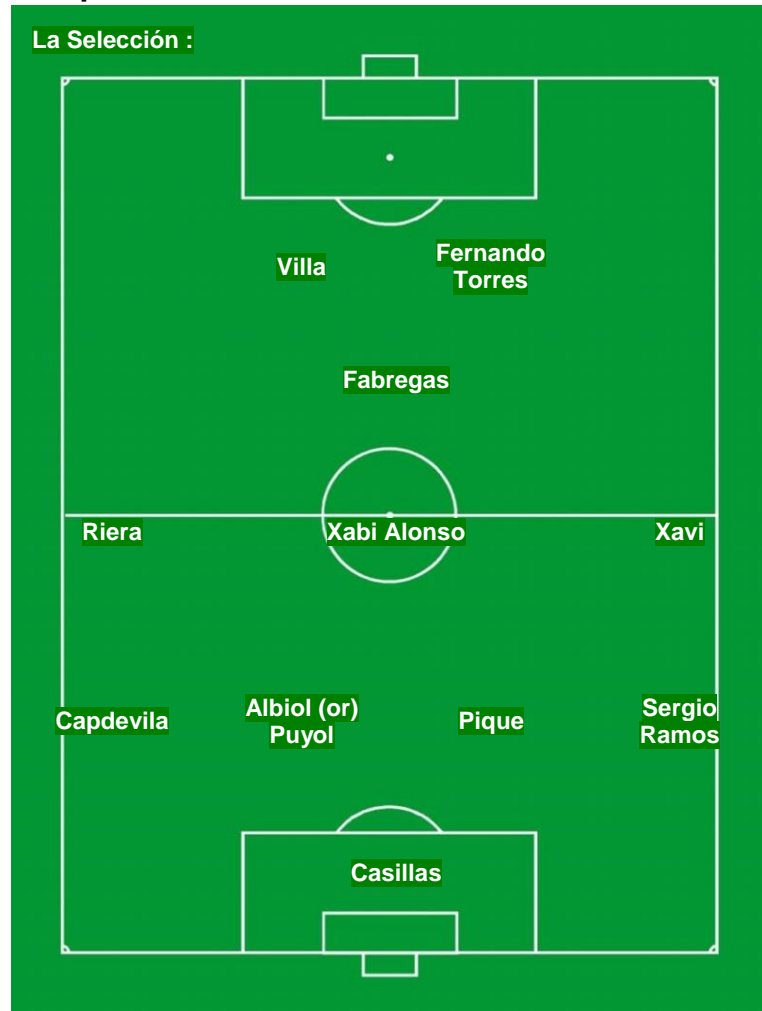 La Selección :
Villa
Fernando
Torres
Fabregas
Riera
Xabi Alonso
Xavi
Capdevila
Albiol (or)
Puyol
Pique
Sergio
Ramos
Casillas